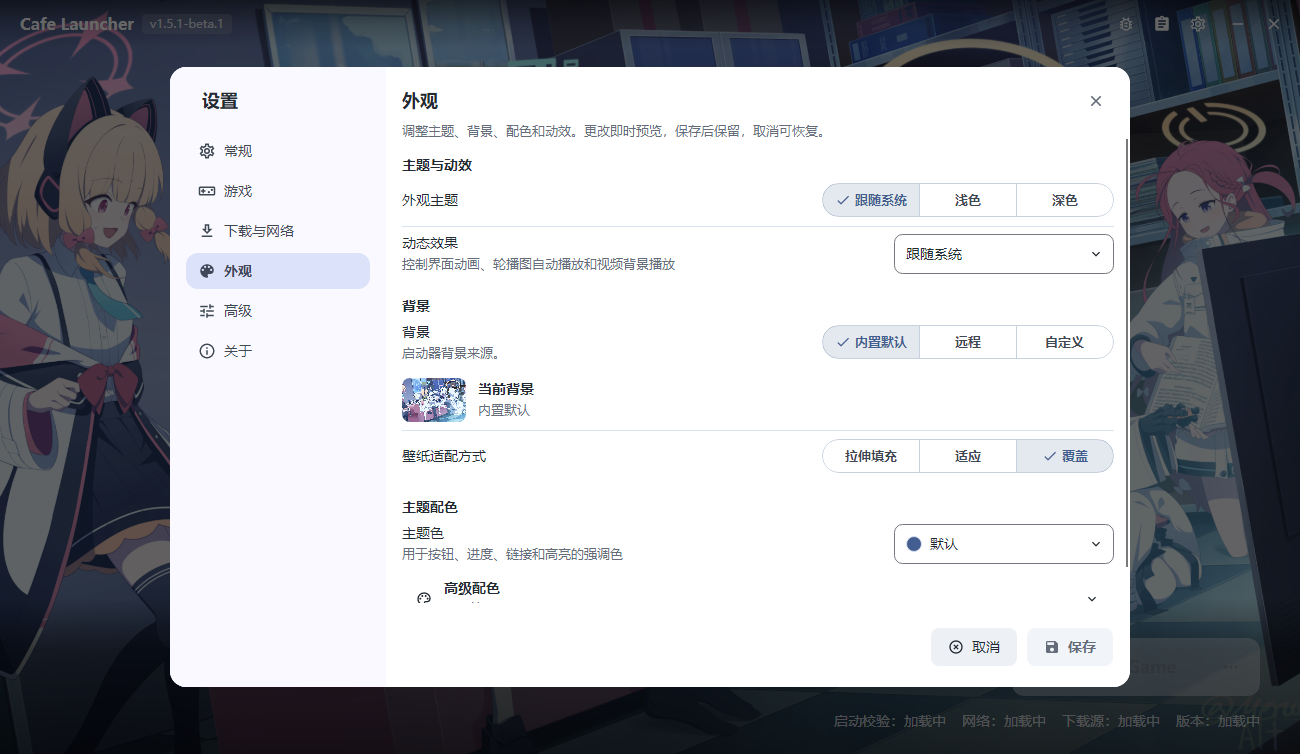 Cafe Launcher v1.5.1-beta.1
设置
常规
游戏
下载与网络
外观
高级
关于
外观
调整主题、背景、配色和动效。更改即时预览，保存后保留，取消可恢复。
主题与动效
外观主题
跟随系统 浅色 深色
动态效果
控制界面动画、轮播图自动播放和视频背景播放
跟随系统
背景
背景
启动器背景来源。
内置默认 远程 自定义
当前背景
内置默认
壁纸适配方式
拉伸填充 适应 覆盖
主题配色
主题色
用于按钮、进度、链接和高亮的强调色
默认
高级配色
取消 保存
Game
启动校验：加载中 网络：加载中 下载源：加载中 版本：加载中